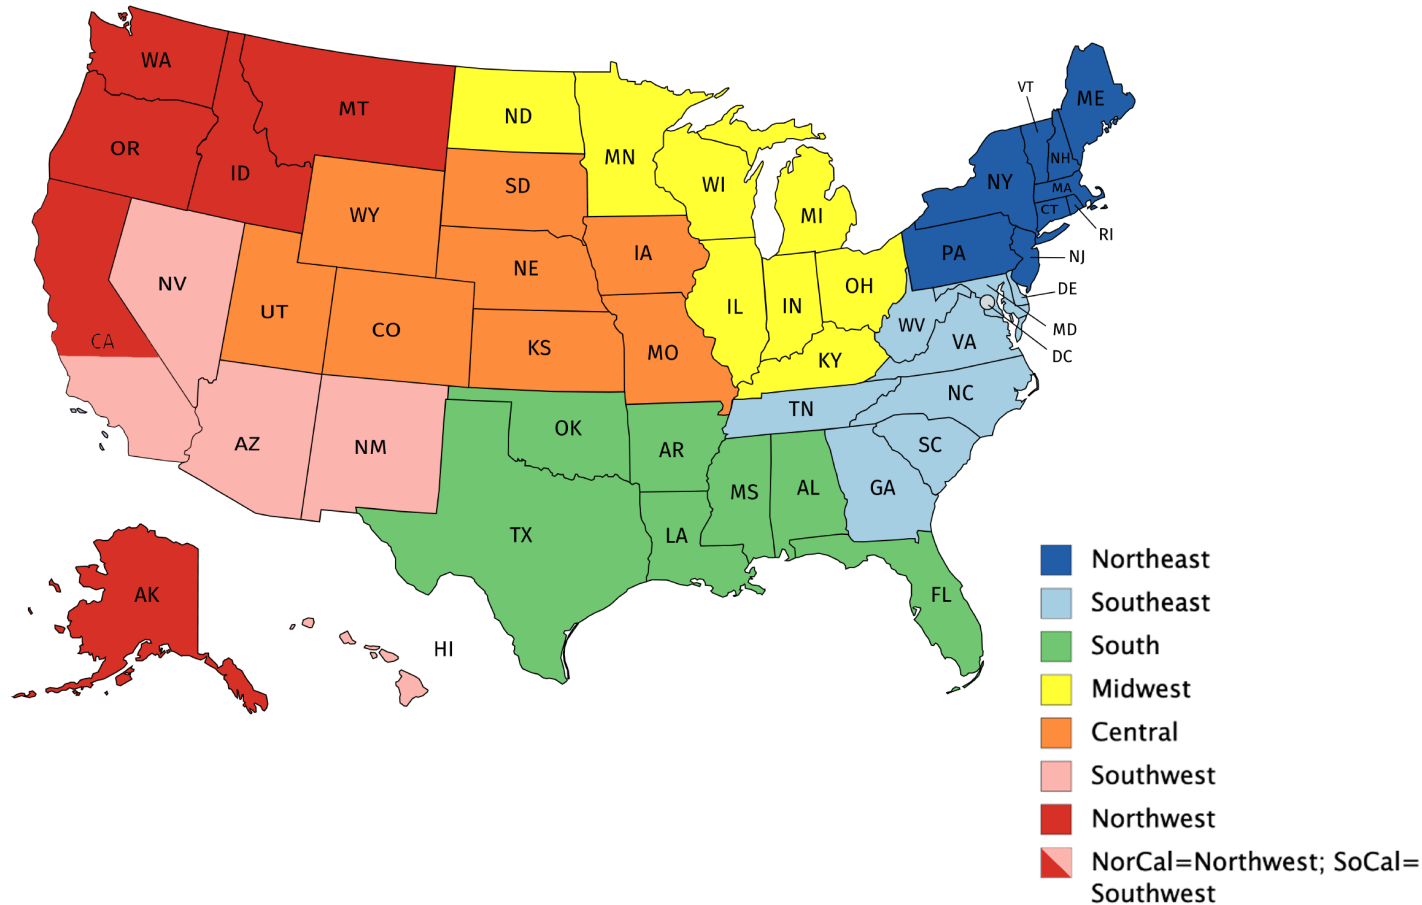 WA
MT
ND
MN
VT
ME
OR
ID
SD
WI
NH
NY
MA
WY
MI
CT
RI
NV
NE
IA
PA
NJ
UT
CO
OH
DE
IL
IN
WV
MD
VA
DC
CA
KS
MO
KY
TN
NC
AZ
NM
OK
AR
SC
MS
AL
GA
TX
LA
AK
FL
HI
Northeast
Southeast
South
Midwest
Central
Southwest
Northwest
NorCal=Northwest; SoCal=
Southwest